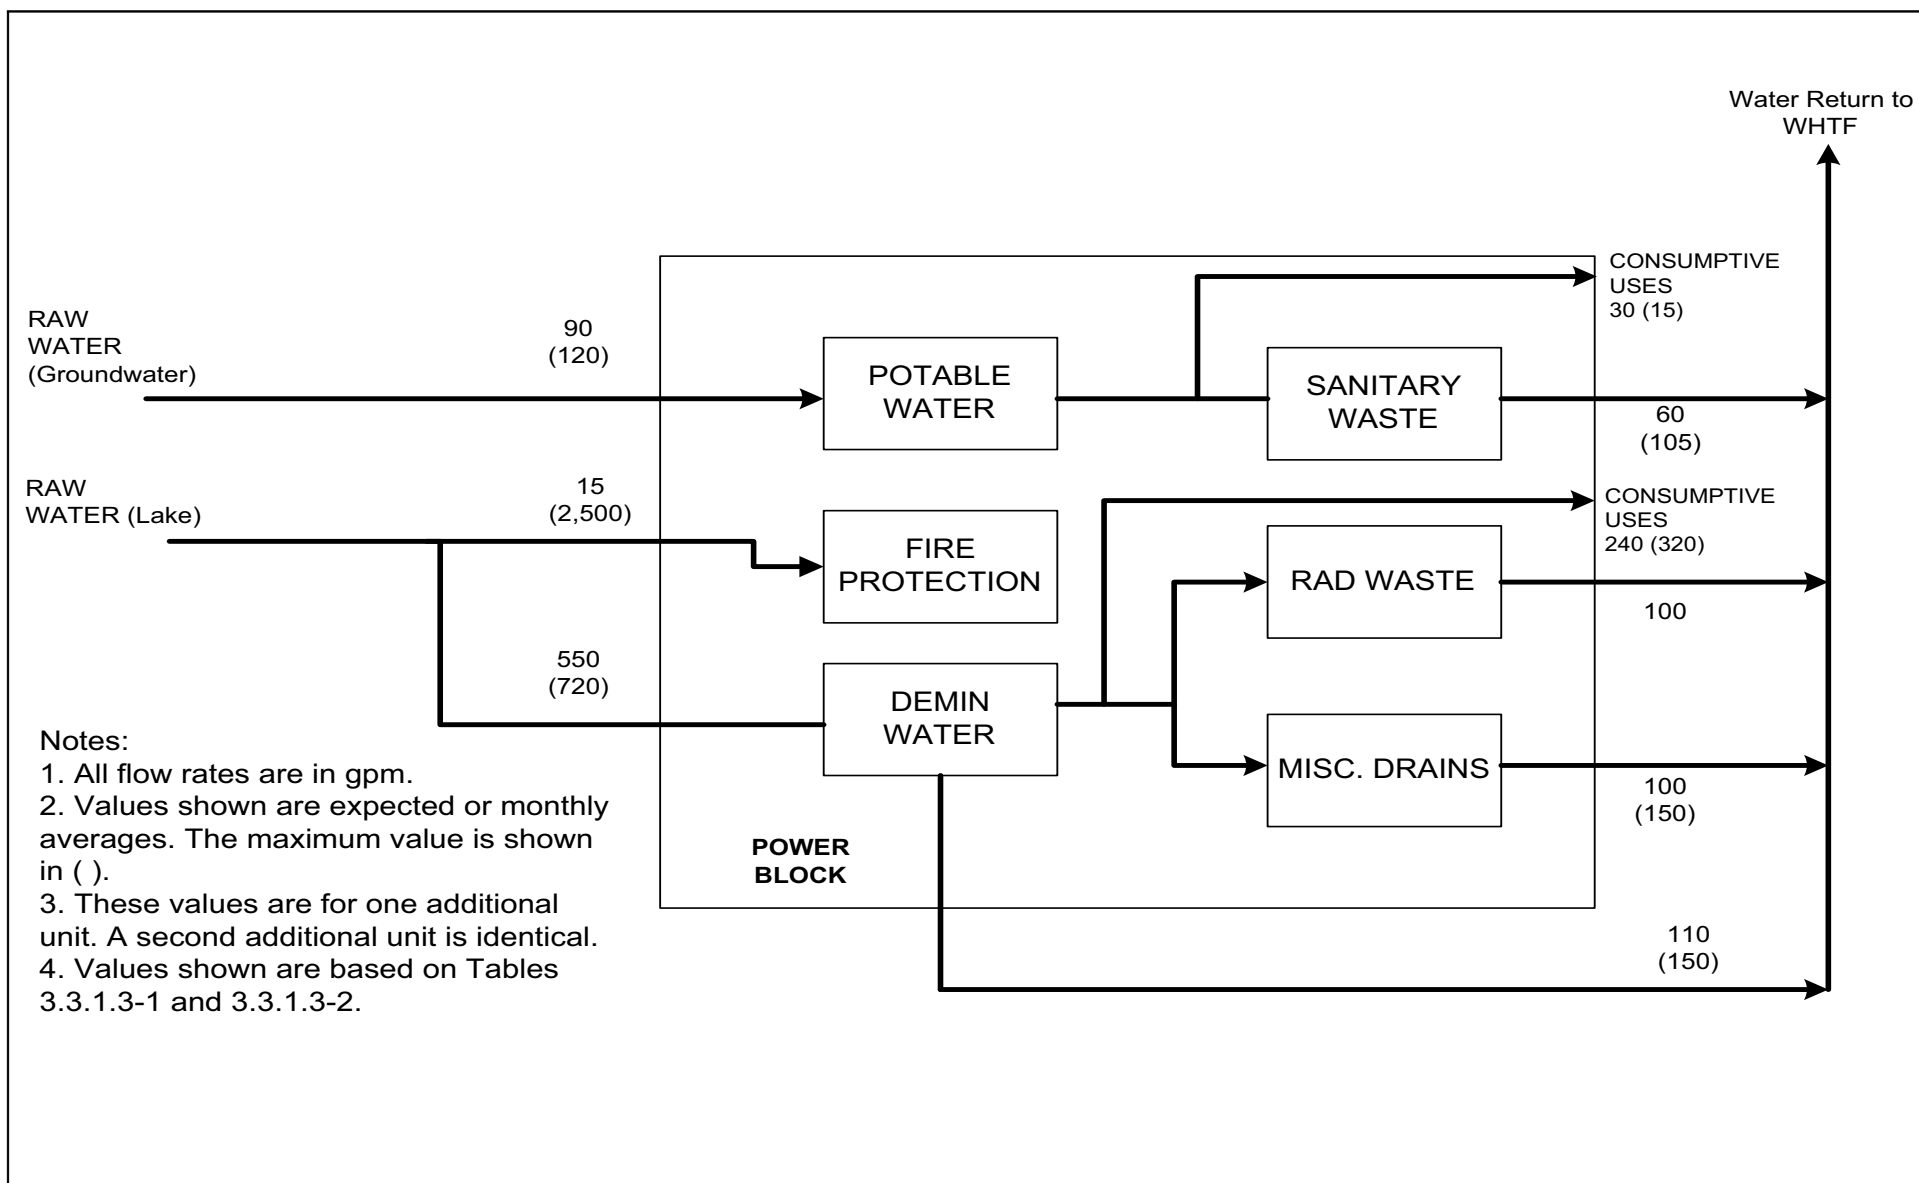 Water Return to
WHTF
CONSUMPTIVE
USES
30 (15)
RAW
WATER
(Groundwater)
90
(120)
POTABLE
WATER
SANITARY
WASTE
60
(105)
RAW
WATER (Lake)
15
(2,500)
FIRE
PROTECTION
CONSUMPTIVE
USES
240 (320)
RAD WASTE
100
550
(720)
DEMIN
WATER
MISC. DRAINS
100
(150)
POWER
BLOCK
110
(150)
Notes:
1. All flow rates are in gpm.
2. Values shown are expected or monthly
averages. The maximum value is shown
in ( ).
3. These values are for one additional
unit. A second additional unit is identical.
4. Values shown are based on Tables
3.3.1.3-1 and 3.3.1.3-2.